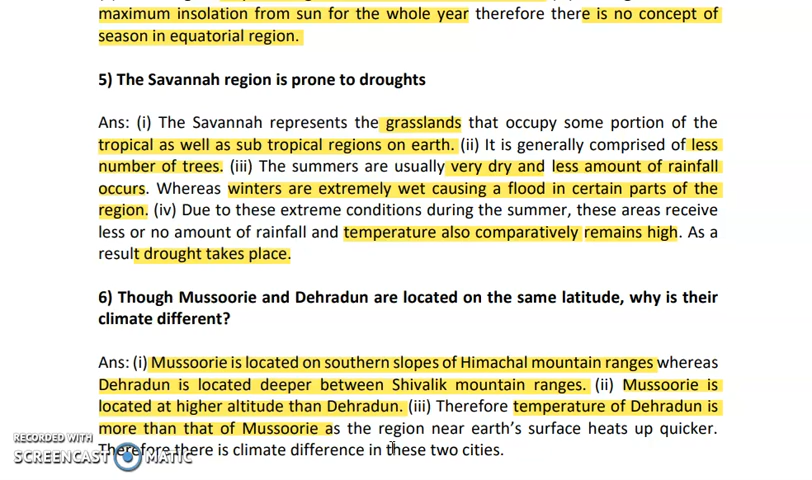 maximum insolation from sun for the whole year therefore there is no concept of
season in equatorial region.
5) The Savannah region is prone to droughts
Ans: (i) The Savannah represents the grasslands that occupy some portion of the
tropical as well as sub tropical regions on earth. (ii) It is generally comprised of less
number of trees. (iii) The summers are usually very dry and less amount of rainfall
occurs. Whereas winters are extremely wet causing a flood in certain parts of the
region. (iv) Due to these extreme conditions during the summer, these areas receive
less or no amount of rainfall and temperature also comparatively remains high. As a
result drought takes place.
6) Though Mussoorie and Dehradun are located on the same latitude, why is their
climate different?
Ans: (i) Mussoorie is located on southern slopes of Himachal mountain ranges whereas
Dehradun is located deeper between Shivalik mountain ranges. (ii) Mussoorie is
located at higher altitude than Dehradun. (iii) Therefore temperature of Dehradun is
more than that of Mussoorie as the region near earth's surface heats up quicker.
Therefore there is climate difference in these two cities.
RECORDED WITH
SCREENCAST MATIC